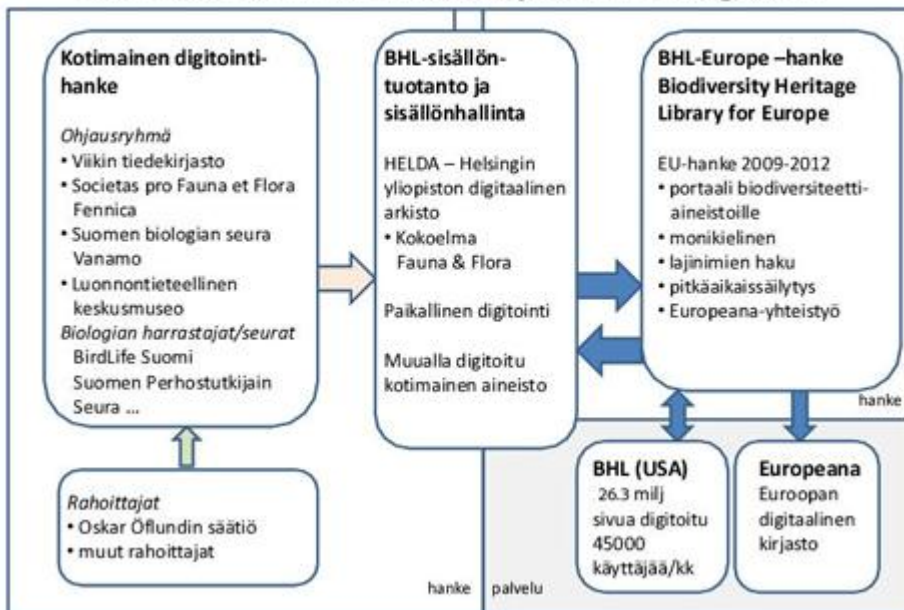 Kotimainen digitointi-
hanke
Ohjausryhmä
• Viikin tiedekirjasto
• Societas pro Fauna et Flora
Fennica
• Suomen biologian seura
Vanamo
• Luonnontieteellinen
keskusmuseo
Biologian harrastajat/seurat
BirdLife Suomi
Suomen Perhostutkijain
Seura ...
Rahoittajat
• Oskar Öflundin säätiö
• muut rahoittajat
BHL-sisällön-
tuotanto ja
sisällönhallinta
HELDA – Helsingin
yliopiston digitaalinen
arkisto
• Kokoelma
Fauna & Flora
Paikallinen digitointi
Muualla digitoitu
kotimainen aineisto
BHL-Europe –hanke
Biodiversity Heritage
Library for Europe
EU-hanke 2009-2012
• portaali biodiversiteetti-
aineistoille
• monikielinen
• lajinimien haku
• pitkäaikaissäilytys
• Europeana-yhteistyö
hanke
BHL (USA)
26.3 milj
sivua digitoitu
45000
käyttäjää/kk
Europeana
Euroopan
digitaalinen
kirjasto
hanke
palvelu